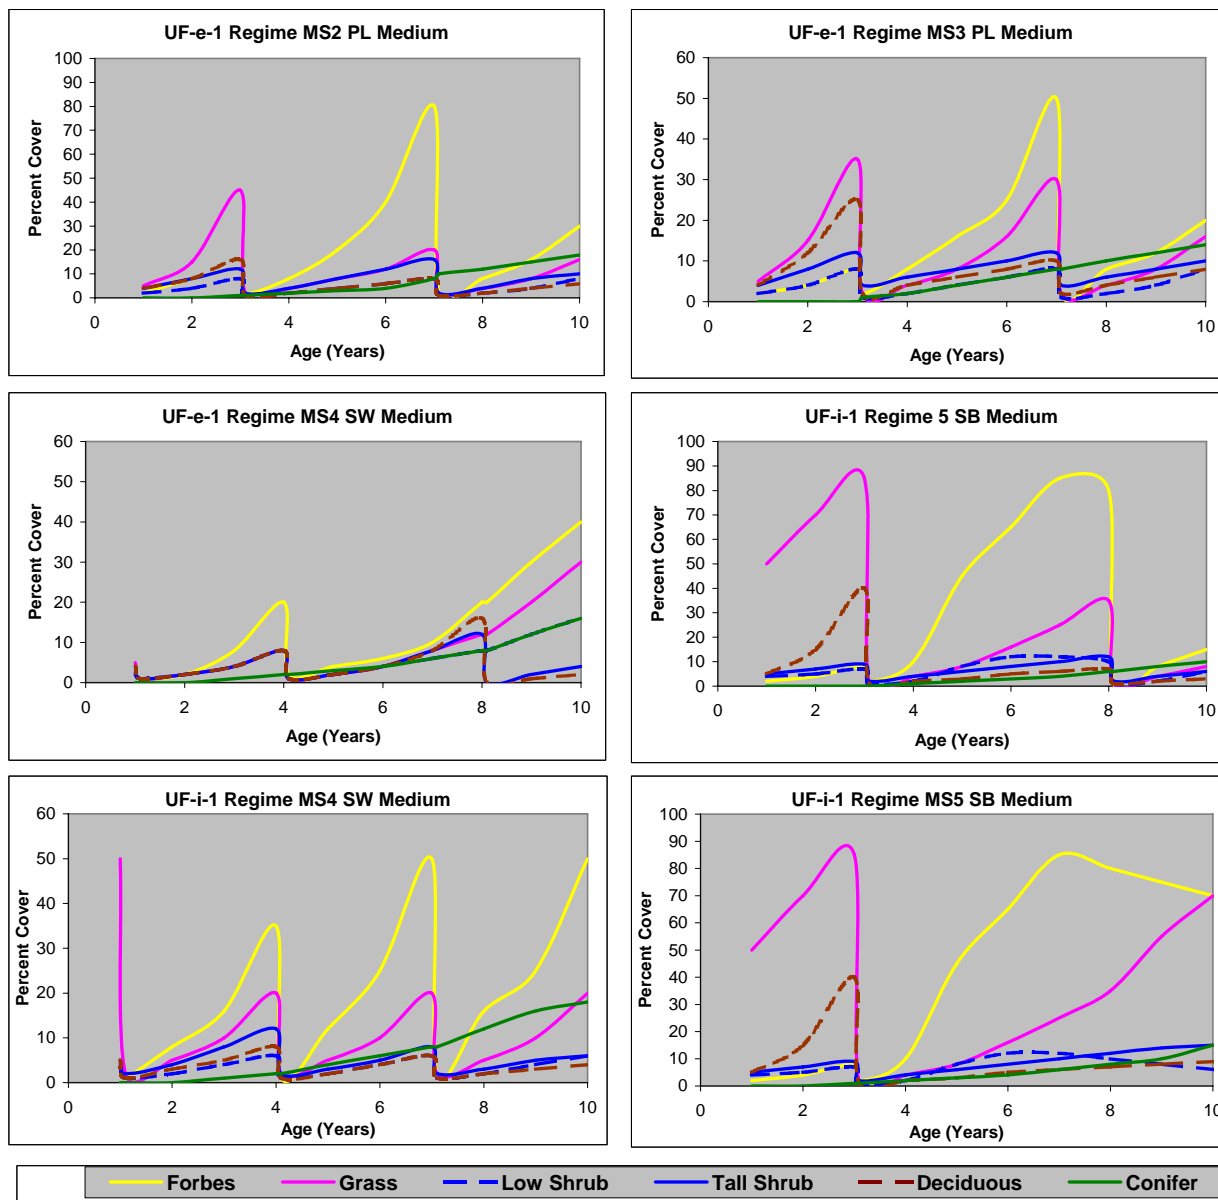 UF-e-1 Regime MS2 PL Medium
Percent Cover
100
90
80
70
60
50
40
30
20
10
0
0 2 4 6 8 10
Age (Years)
UF-e-1 Regime MS3 PL Medium
Percent Cover
60
50
40
30
20
10
0
0 2 4 6 8 10
Age (Years)
UF-e-1 Regime MS4 SW Medium
Percent Cover
60
50
40
30
20
10
0
0 2 4 6 8 10
Age (Years)
UF-i-1 Regime 5 SB Medium
Percent Cover
100
90
80
70
60
50
40
30
20
10
0
0 2 4 6 8 10
Age (Years)
UF-i-1 Regime MS4 SW Medium
Percent Cover
60
50
40
30
20
10
0
0 2 4 6 8 10
Age (Years)
UF-i-1 Regime MS5 SB Medium
Percent Cover
100
90
80
70
60
50
40
30
20
10
0
0 2 4 6 8 10
Age (Years)
Forbes Grass Low Shrub Tall Shrub Deciduous Conifer